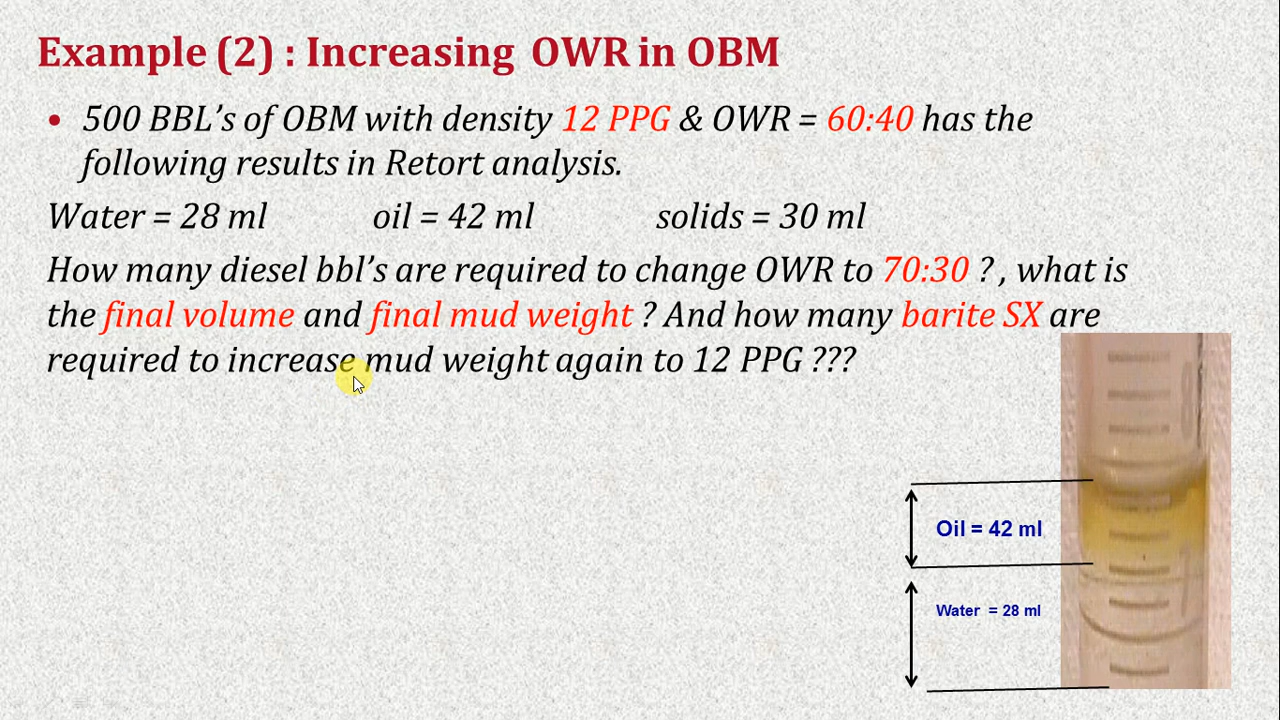 Example (2) : Increasing OWR in OBM
• 500 BBL’s of OBM with density 12 PPG & OWR = 60:40 has the
following results in Retort analysis.
Water = 28 ml oil = 42 ml solids = 30 ml
How many diesel bbl’s are required to change OWR to 70:30 ? , what is
the final volume and final mud weight ? And how many barite SX are
required to increase mud weight again to 12 PPG ???
Oil = 42 ml
Water = 28 ml